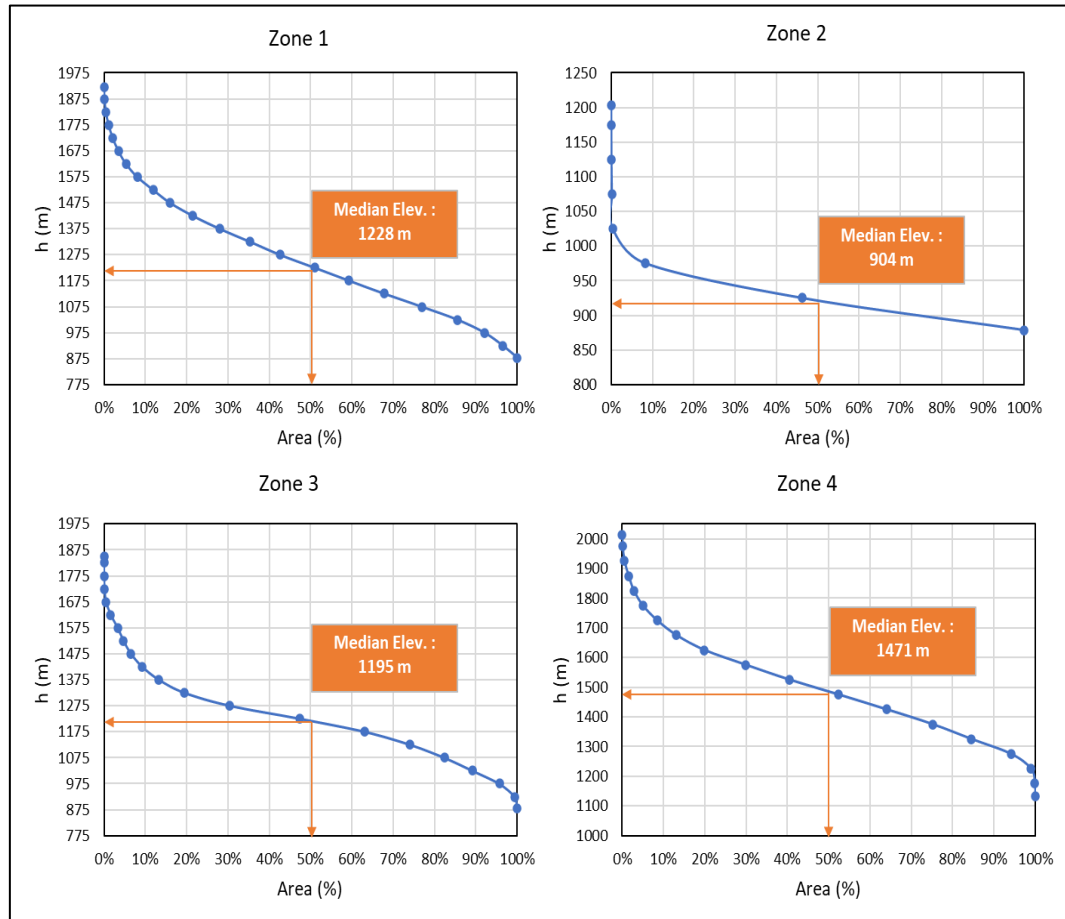 Zone 1
h (m)
1975
1875
1775
1675
1575
1475
1375
1275
1175
1075
975
875
775
Median Elev. :
1228 m
0% 10% 20% 30% 40% 50% 60% 70% 80% 90% 100%
Area (%)
Zone 2
h (m)
1250
1200
1150
1100
1050
1000
950
900
850
800
Median Elev. :
904 m
0% 10% 20% 30% 40% 50% 60% 70% 80% 90% 100%
Area (%)
Zone 3
h (m)
1975
1875
1775
1675
1575
1475
1375
1275
1175
1075
975
875
775
Median Elev. :
1195 m
0% 10% 20% 30% 40% 50% 60% 70% 80% 90% 100%
Area (%)
Zone 4
h (m)
2000
1900
1800
1700
1600
1500
1400
1300
1200
1100
1000
Median Elev. :
1471 m
0% 10% 20% 30% 40% 50% 60% 70% 80% 90% 100%
Area (%)